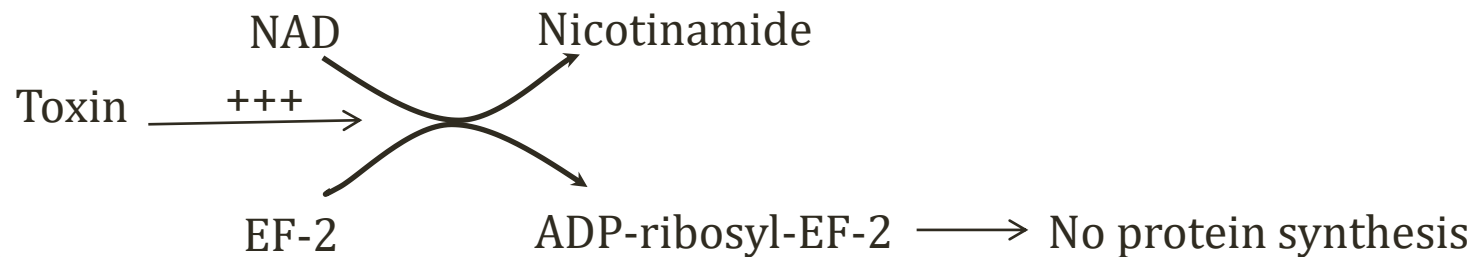 NAD Nicotinamide
Toxin +++
EF-2 ADP-ribosyl-EF-2 No protein synthesis